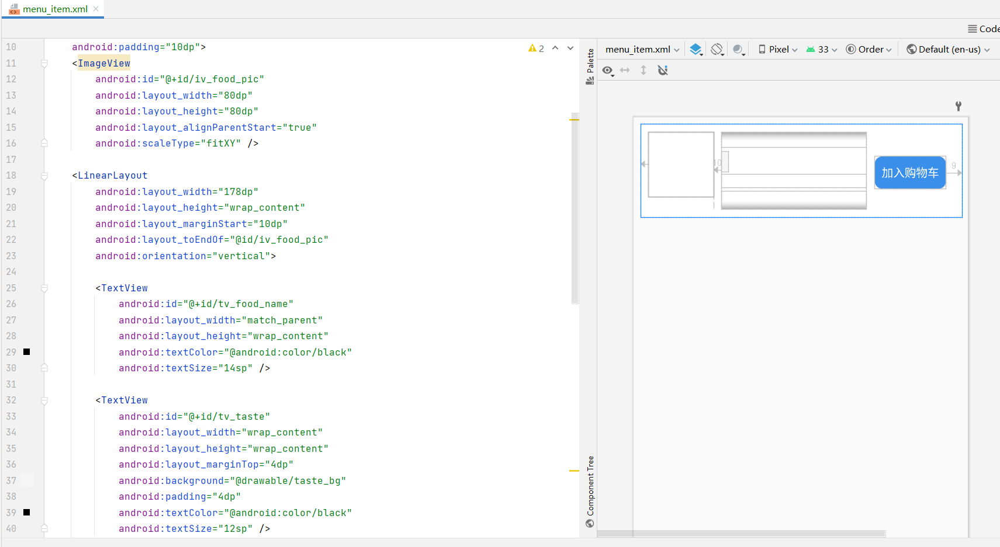 menu_item.xml
Code
10 android:padding="10dp"> 2
11 <ImageView
12 android:id="@+id/iv_food_pic"
13 android:layout_width="80dp"
14 android:layout_height="80dp"
15 android:layout_alignParentStart="true"
16 android:scaleType="fitXY" />
17
18 <LinearLayout
19 android:layout_width="178dp"
20 android:layout_height="wrap_content"
21 android:layout_marginStart="10dp"
22 android:layout_toEndOf="@id/iv_food_pic"
23 android:orientation="vertical">
24
25 <TextView
26 android:id="@+id/tv_food_name"
27 android:layout_width="match_parent"
28 android:layout_height="wrap_content"
29 android:textColor="@android:color/black"
30 android:textSize="14sp" />
31
32 <TextView
33 android:id="@+id/tv_taste"
34 android:layout_width="wrap_content"
35 android:layout_height="wrap_content"
36 android:layout_marginTop="4dp"
37 android:background="@drawable/taste_bg"
38 android:padding="4dp"
39 android:textColor="@android:color/black"
40 android:textSize="12sp" />
Palette
Component Tree
menu_item.xml Pixel 33 Order Default (en-us)
10
加入购物车
9